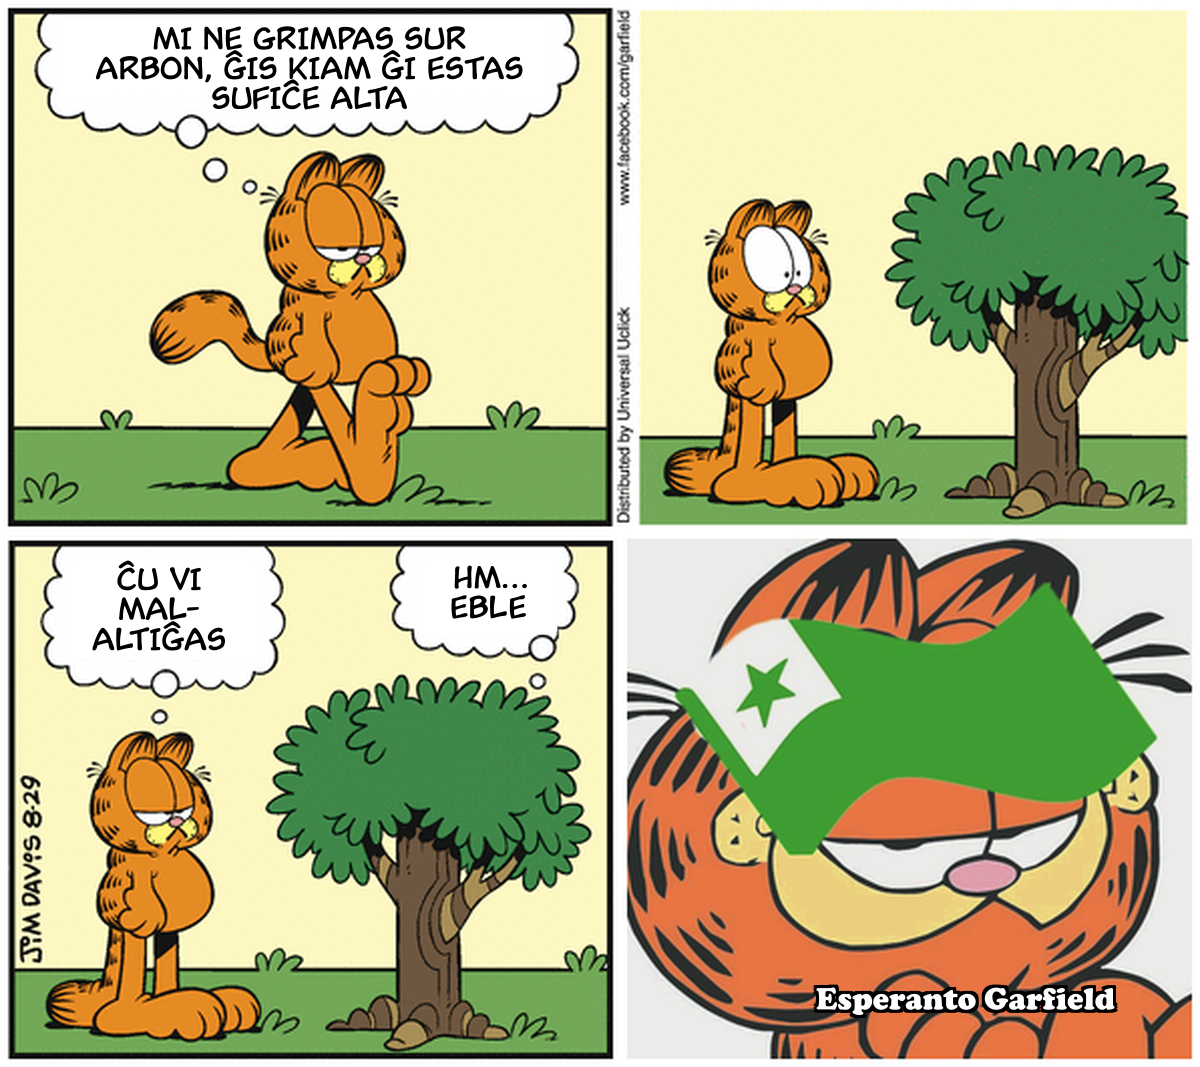 MI NE GRIMPAS SUR
ARBON, ĜIS KIAM ĜI ESTAS
SUFIĈE ALTA
www.facebook.com/garfield
Distributed by Universal Uclick
ĈU VI
MAL-
ALTIĜAS
HM...
EBLE
JIM DAVIS 8-29
Esperanto Garfield